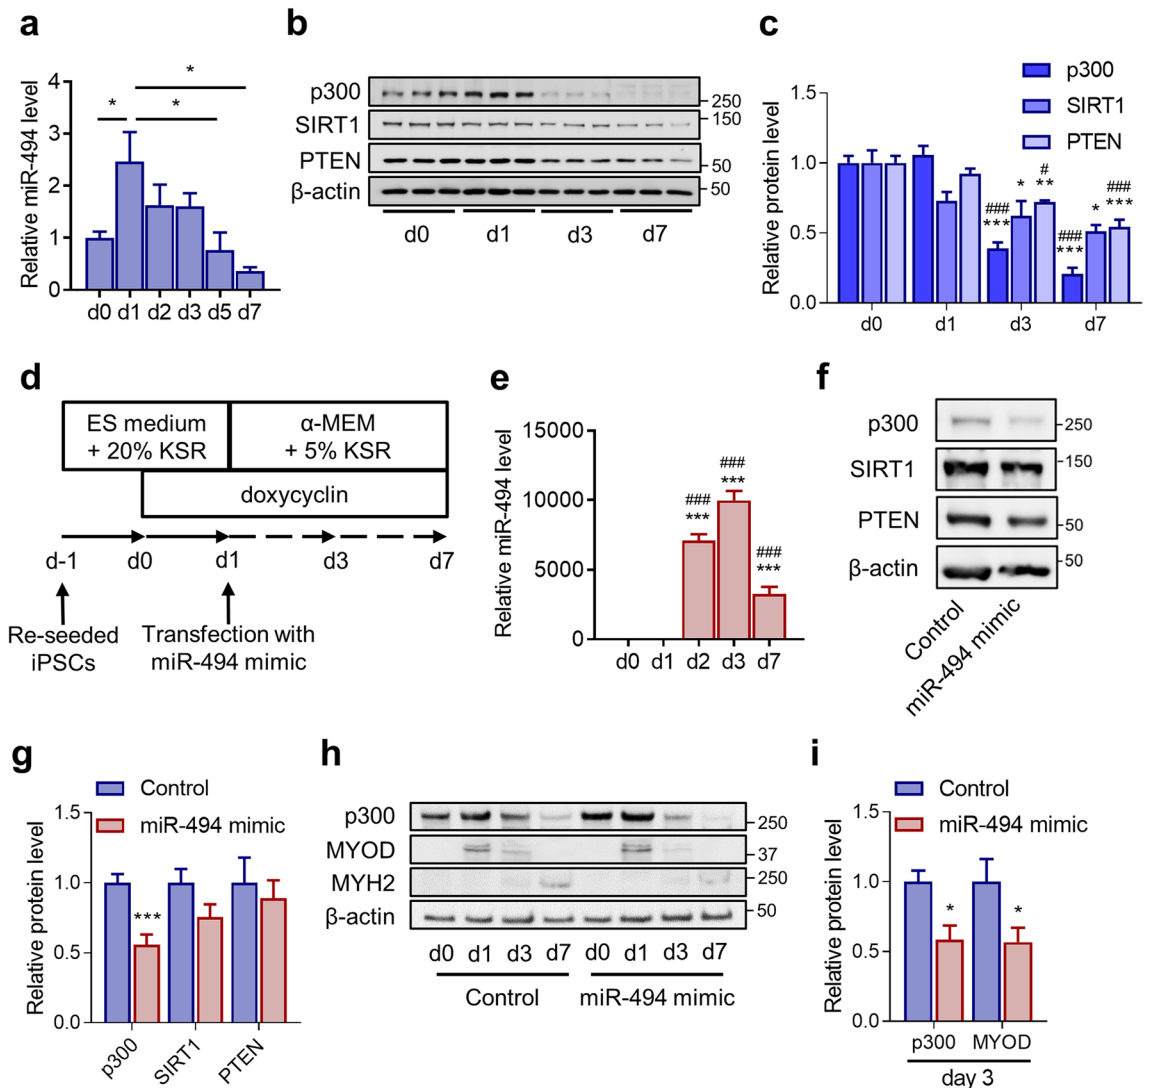 a
Relative miR-494 level
4
3
2
1
0
*
*
*
d0 d1 d2 d3 d5 d7
b
p300
SIRT1
PTEN
β-actin
250
150
50
50
d0 d1 d3 d7
c
p300
SIRT1
PTEN
Relative protein level
1.5
1.0
0.5
0.0
###
***
*
#
**
###
***
*
###
***
d0 d1 d3 d7
d
ES medium
+ 20% KSR
α-MEM
+ 5% KSR
doxycyclin
d-1 d0 d1 d3 d7
Re-seeded
iPSCs
Transfection with
miR-494 mimic
e
Relative miR-494 level
15000
10000
5000
0
###
***
###
***
###
***
d0 d1 d2 d3 d7
f
p300
SIRT1
PTEN
β-actin
250
150
50
50
Control
miR-494 mimic
g
Control
miR-494 mimic
Relative protein level
1.5
1.0
0.5
0.0
***
p300
SIRT1
PTEN
h
p300
MYOD
MYH2
β-actin
250
37
250
50
d0 d1 d3 d7 d0 d1 d3 d7
Control miR-494 mimic
i
Control
miR-494 mimic
Relative protein level
1.5
1.0
0.5
0.0
*
*
p300 MYOD
day 3